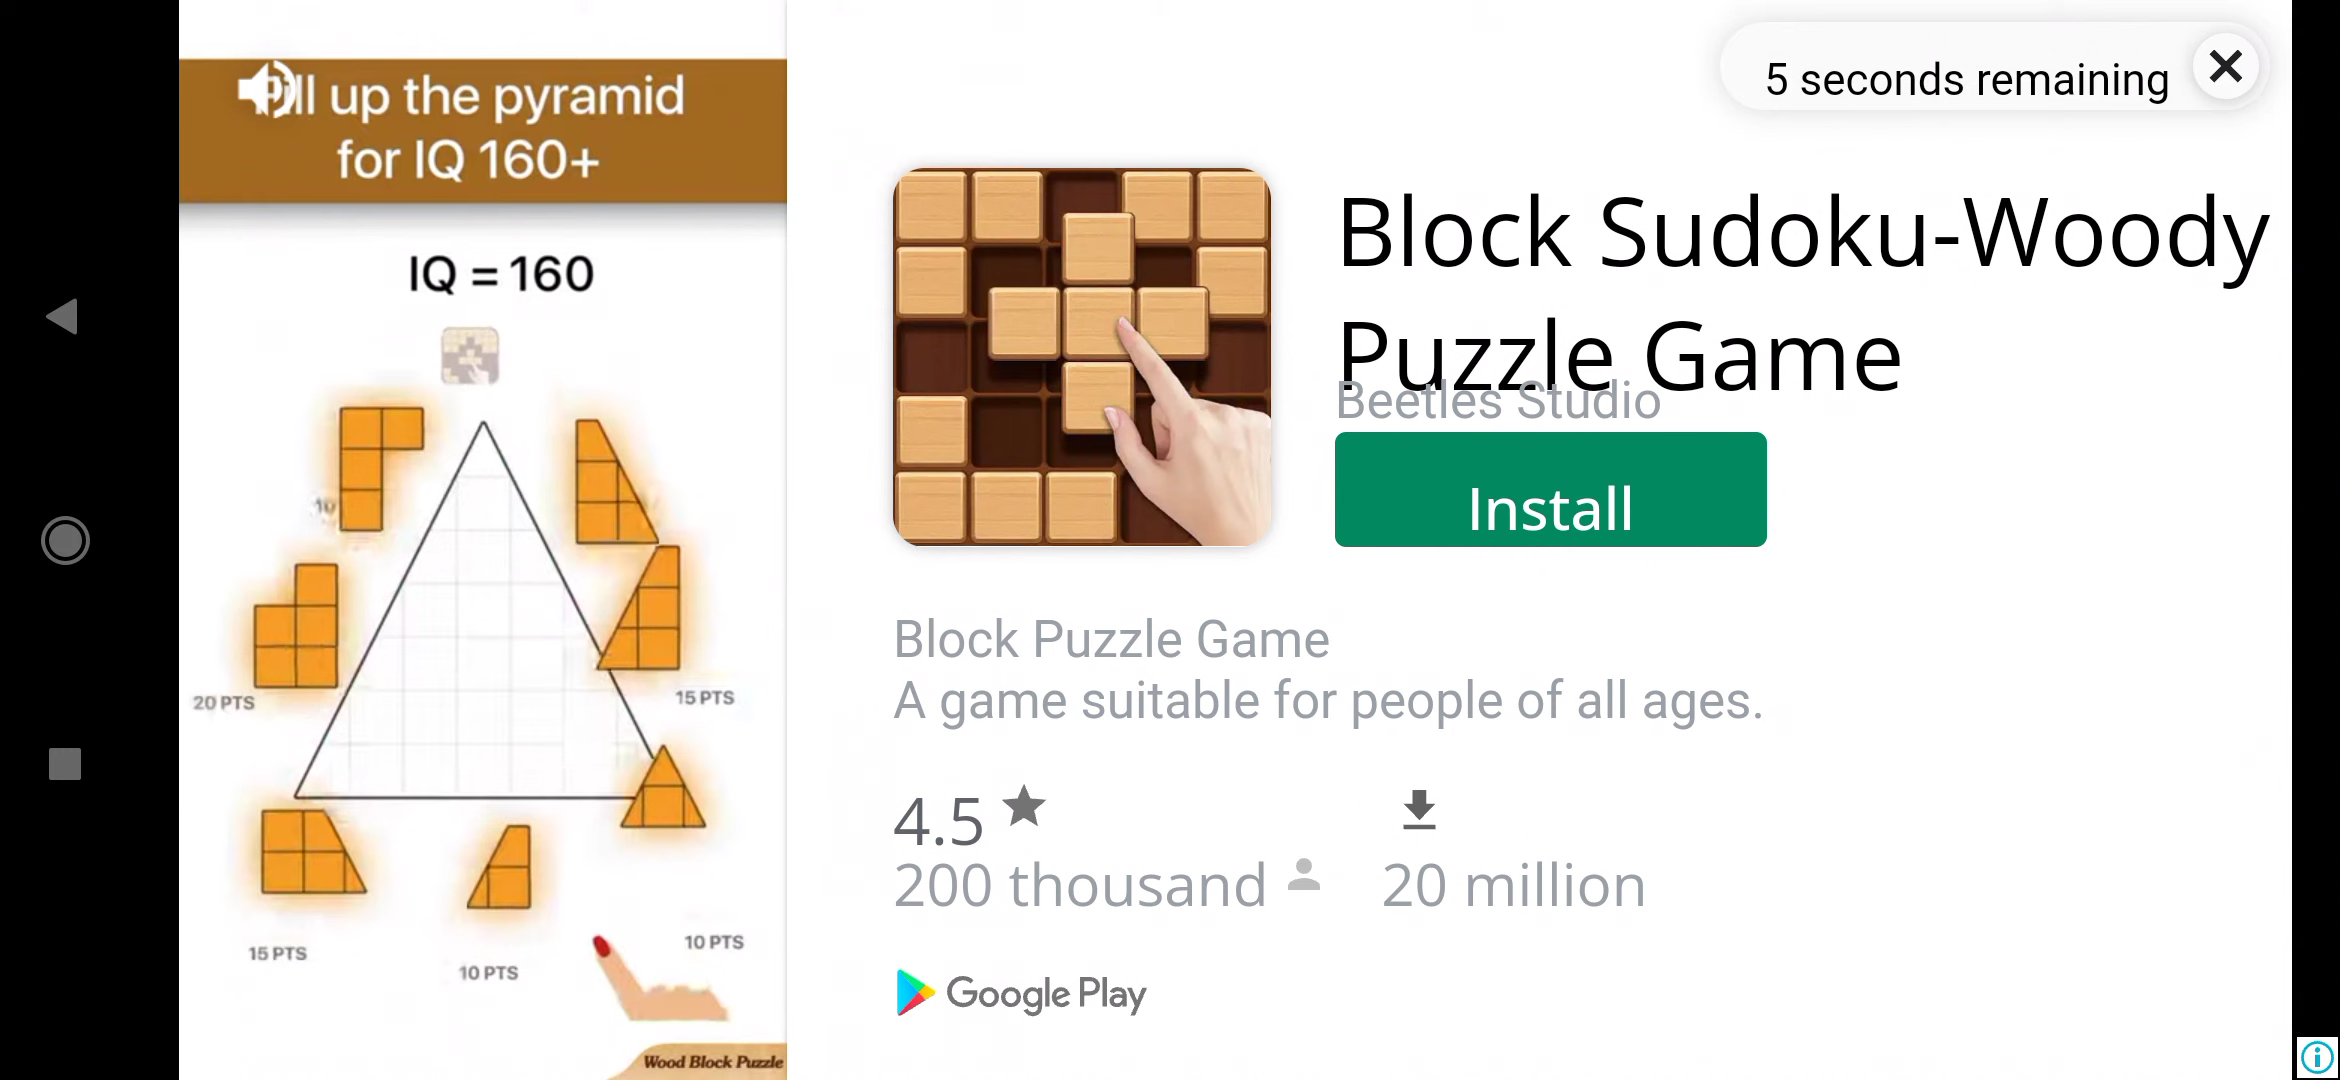 ll up the pyramid
for IQ 160+
IQ = 160
10
20 PTS
15 PTS
15 PTS
10 PTS
10 PTS
Wood Block Puzzle
5 seconds remaining
Block Sudoku-Woody
Puzzle Game
Beetles Studio
Install
Block Puzzle Game
A game suitable for people of all ages.
4.5
200 thousand
20 million
Google Play